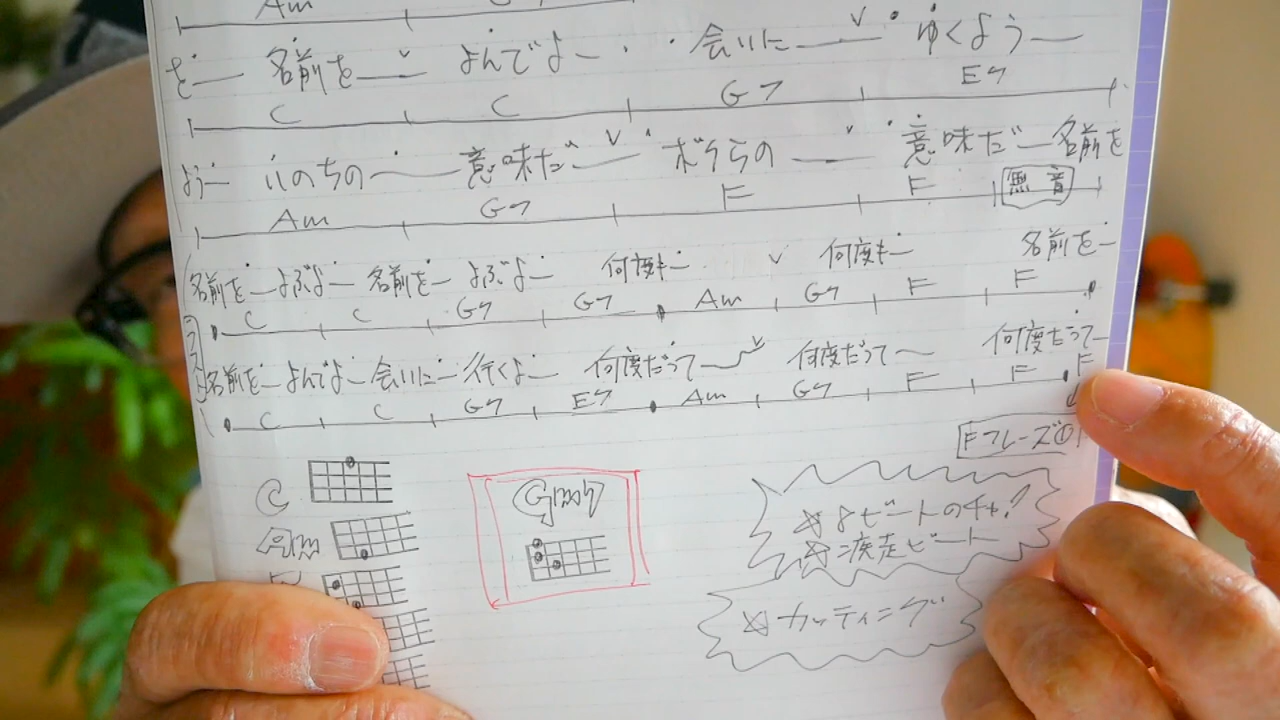 Am
を 名前を よんでよー 会いに ゆくよう
C C G7 E7
よう いのちの 意味だ ボクらの 意味だー 名前を
Am G7 F F 無音
名前を よぶよ 名前を よぶよ 何度も 何度も 名前を
C C G7 G7 Am G7 F F
名前を よんでよ 会いに 行くよ 何度だって 何度だって 何度だって
C C G7 E7 Am G7 F F F
Fフレーズ①
C
Am
F
Gm7
☆8ビートのチャ!
☆疾走ビート
☆カッティング